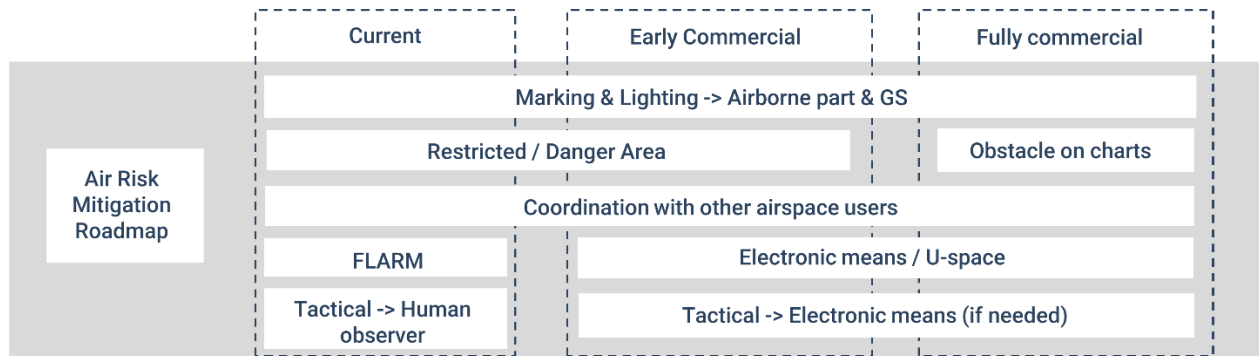 Current
Early Commercial
Fully commercial
Marking & Lighting -> Airborne part & GS
Restricted / Danger Area
Obstacle on charts
Air Risk
Mitigation
Roadmap
Coordination with other airspace users
FLARM
Electronic means / U-space
Tactical -> Human
observer
Tactical -> Electronic means (if needed)